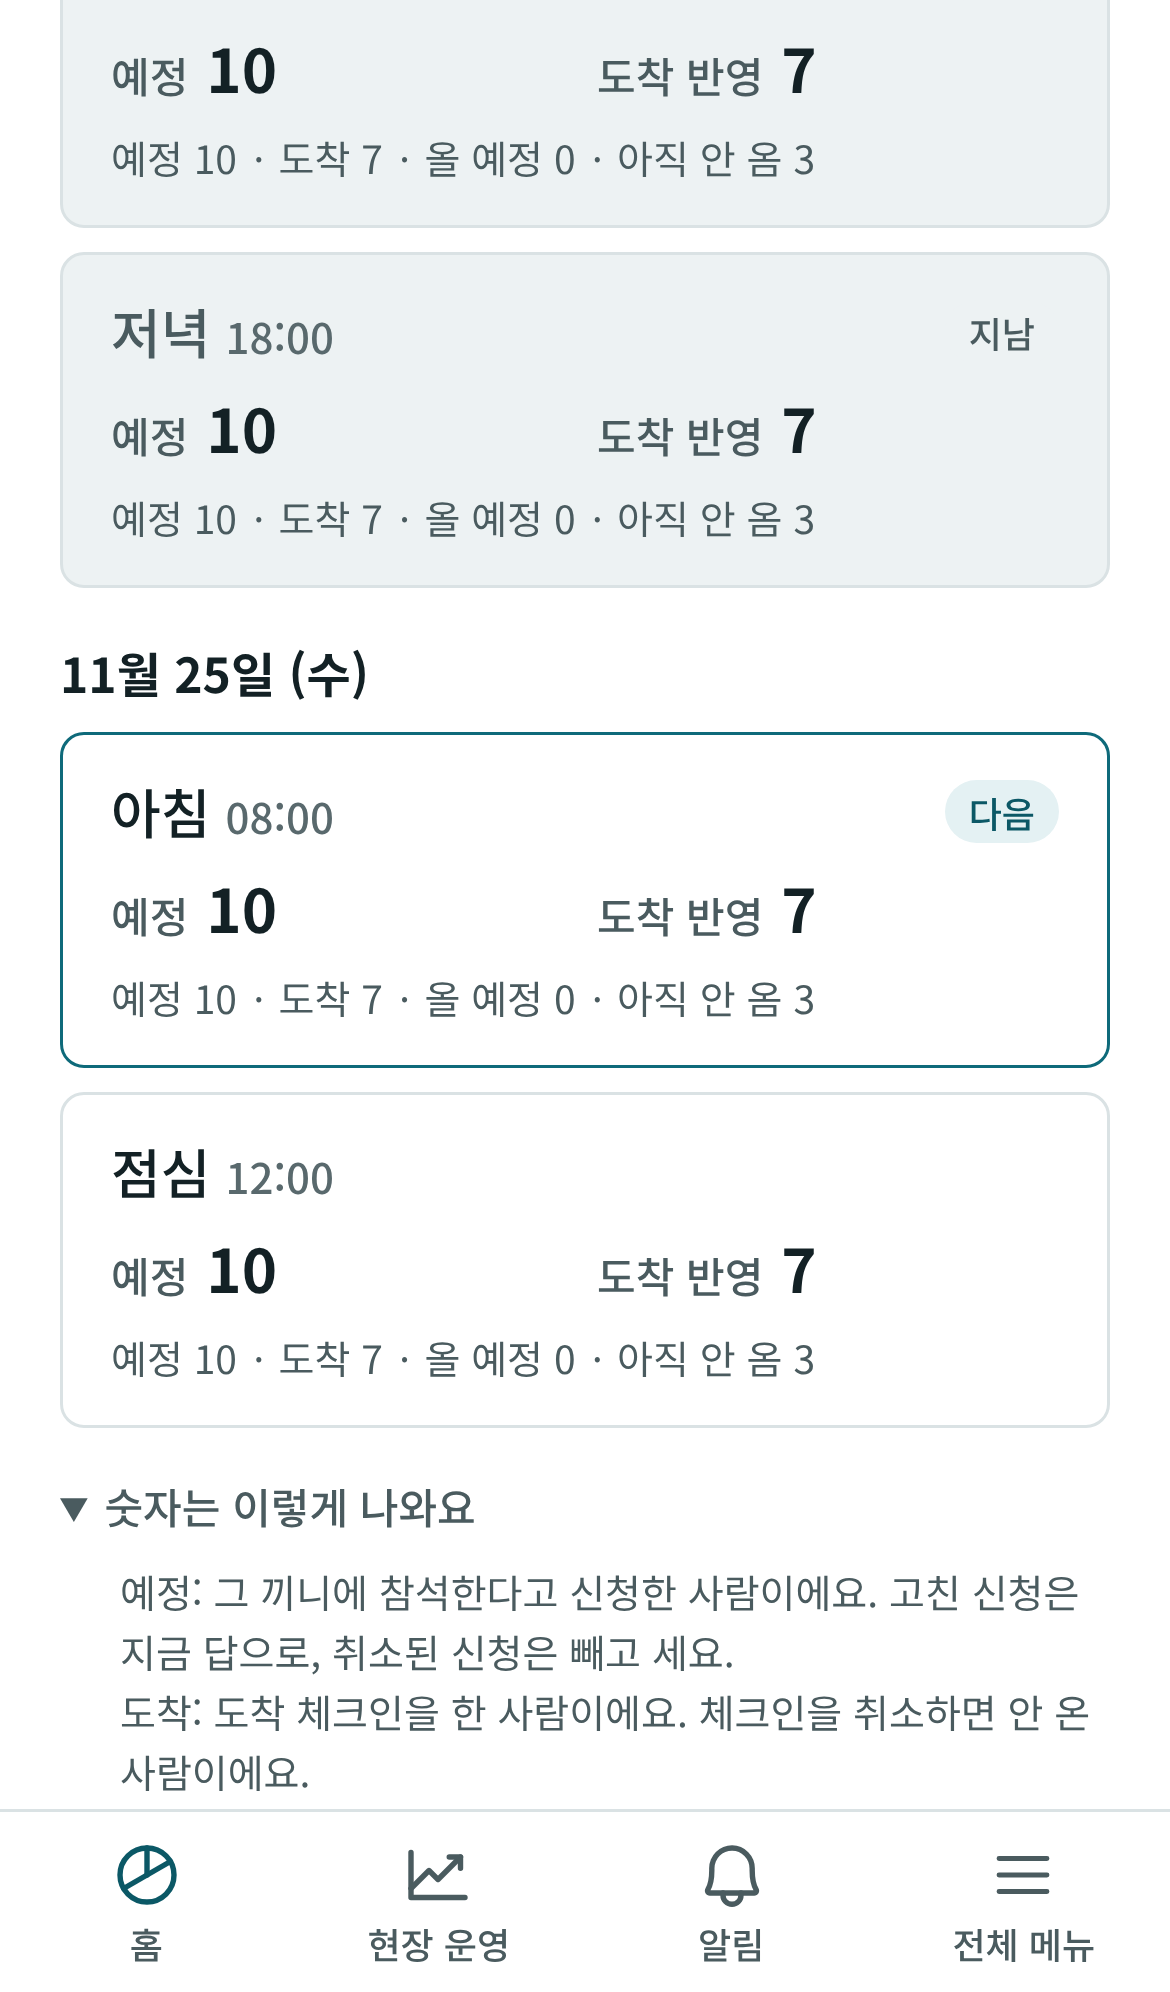 예정 10 도착 반영 7
예정 10 · 도착 7 · 올 예정 0 · 아직 안 옴 3
저녁 18:00 지남
예정 10 도착 반영 7
예정 10 · 도착 7 · 올 예정 0 · 아직 안 옴 3
11월 25일 (수)
아침 08:00 다음
예정 10 도착 반영 7
예정 10 · 도착 7 · 올 예정 0 · 아직 안 옴 3
점심 12:00
예정 10 도착 반영 7
예정 10 · 도착 7 · 올 예정 0 · 아직 안 옴 3
▼ 숫자는 이렇게 나와요
예정: 그 끼니에 참석한다고 신청한 사람이에요. 고친 신청은
지금 답으로, 취소된 신청은 빼고 세요.
도착: 도착 체크인을 한 사람이에요. 체크인을 취소하면 안 온
사람이에요.
홈 현장 운영 알림 전체 메뉴